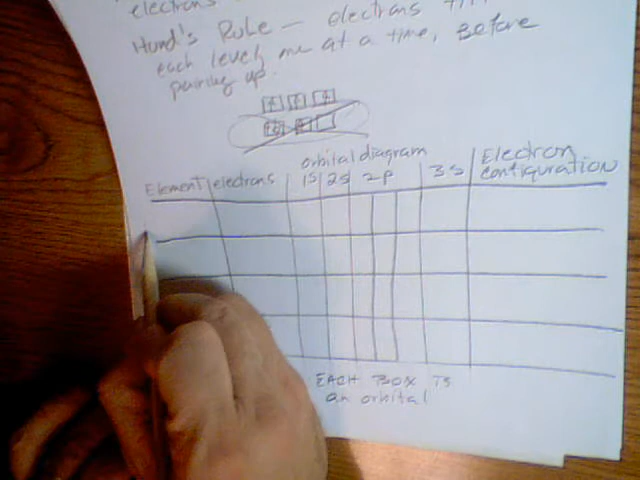 electrons
Hund's Rule – electrons fill
each level, one at a time, Before
pairing up.
orbital diagram
Element electrons 1S 2S 2p 3S Electron
configuration
EACH BOX IS
an orbital